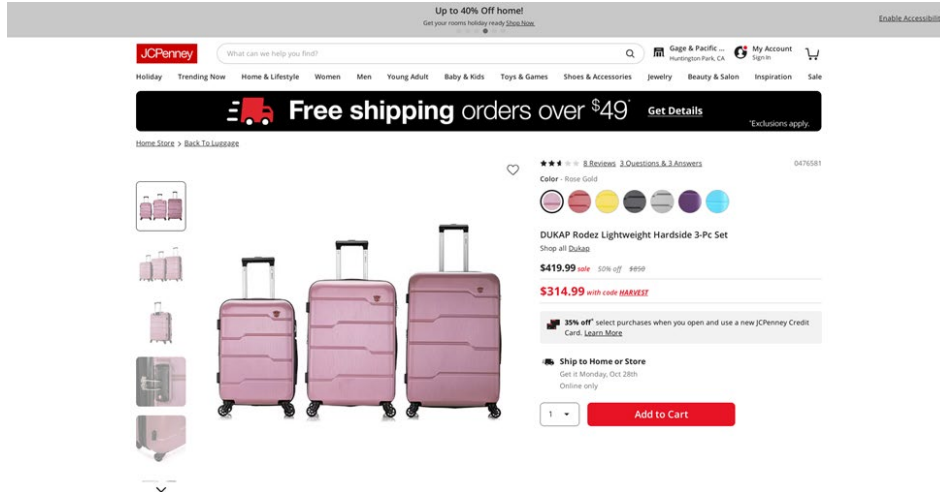 Up to 40% Off home!
Get your rooms holiday ready Shop Now
Enable Accessibilit
JCPenney
What can we help you find?
Gage & Pacific ...
Huntington Park, CA
My Account
Sign in
Holiday Trending Now Home & Lifestyle Women Men Young Adult Baby & Kids Toys & Games Shoes & Accessories Jewelry Beauty & Salon Inspiration Sale
Free shipping orders over $49* Get Details
*Exclusions apply.
Home Store > Back To Luggage
8 Reviews 3 Questions & 3 Answers 0476581
Color - Rose Gold
DUKAP Rodez Lightweight Hardside 3-Pc Set
Shop all Dukap
$419.99 sale 50% off $850
$314.99 with code HARVEST
35% off* select purchases when you open and use a new JCPenney Credit
Card. Learn More
Ship to Home or Store
Get it Monday, Oct 28th
Online only
1
Add to Cart